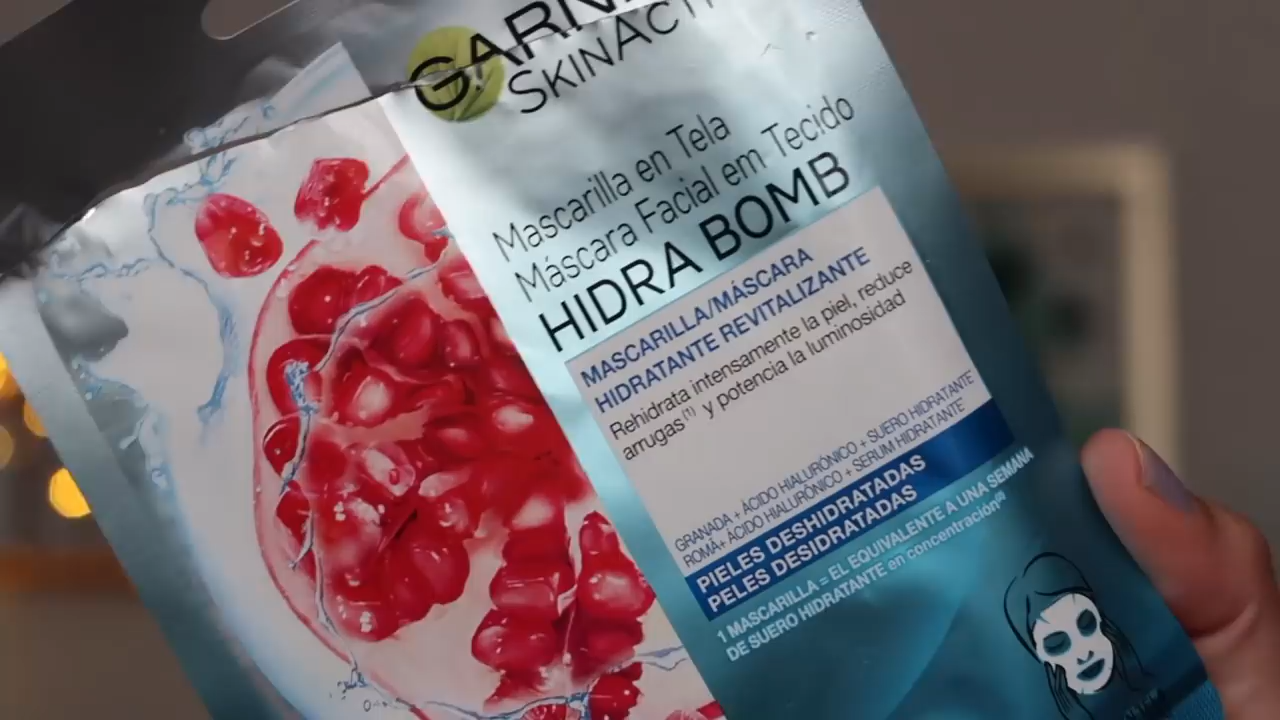 GARNI
SKINACTI
Mascarilla en Tela
Máscara Facial em Tecido
HIDRA BOMB
MASCARILLA/MÁSCARA
HIDRATANTE REVITALIZANTE
Rehidrata intensamente la piel, reduce
arrugas(1) y potencia la luminosidad
GRANADA + ÁCIDO HIALURÓNICO + SUERO HIDRATANTE
ROMÃ+ ÁCIDO HIALURÓNICO + SERUM HIDRATANTE
PIELES DESHIDRATADAS
PELES DESIDRATADAS
1 MASCARILLA = EL EQUIVALENTE A UNA SEMANA
DE SUERO HIDRATANTE en concentración(2)